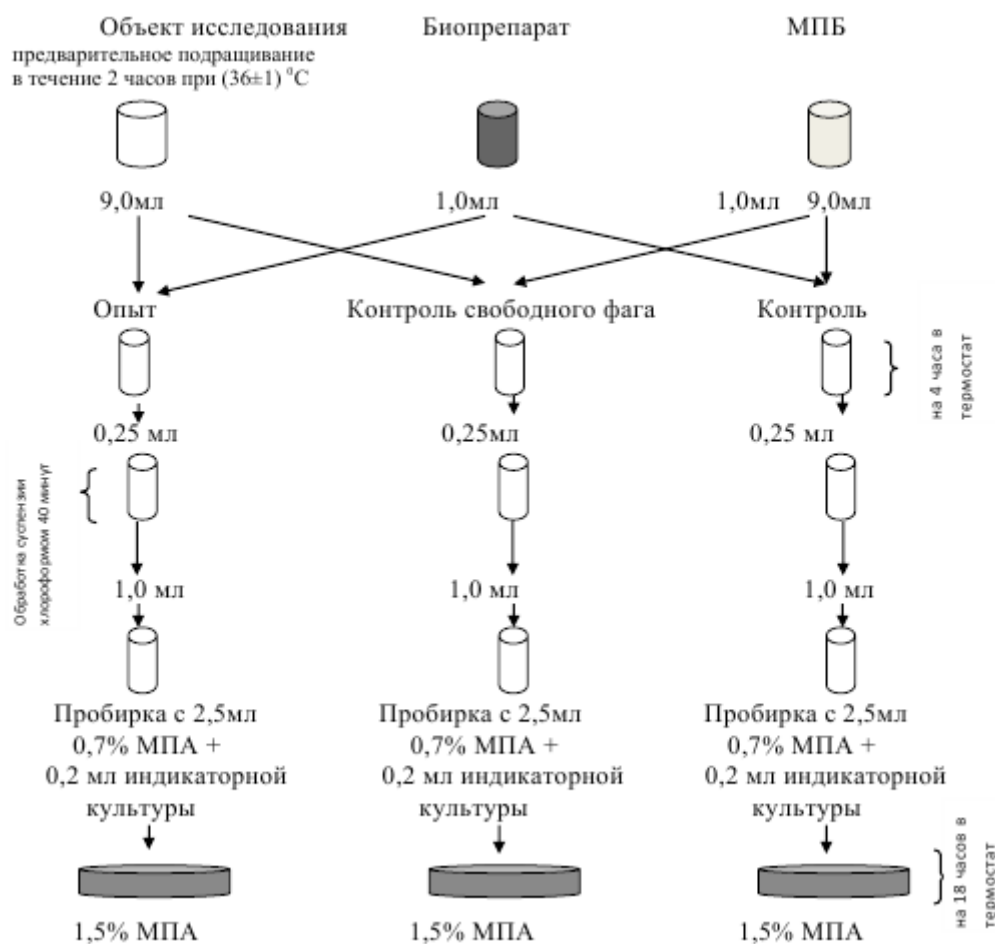 Объект исследования
предварительное подращивание
в течение 2 часов при (36±1) ⁰С
Биопрепарат
МПБ
9,0мл
1,0мл
1,0мл 9,0мл
Опыт
Контроль свободного фага
Контроль
на 4 часа в
термостат
0,25 мл
0,25мл
0,25 мл
Обработка суспензии
хлороформом 40 минут
1,0 мл
1,0 мл
1,0 мл
Пробирка с 2,5мл
0,7% МПА +
0,2 мл индикаторной
культуры
Пробирка с 2,5мл
0,7% МПА +
0,2 мл индикаторной
культуры
Пробирка с 2,5мл
0,7% МПА +
0,2 мл индикаторной
культуры
на 18 часов в
термостат
1,5% МПА
1,5% МПА
1,5% МПА